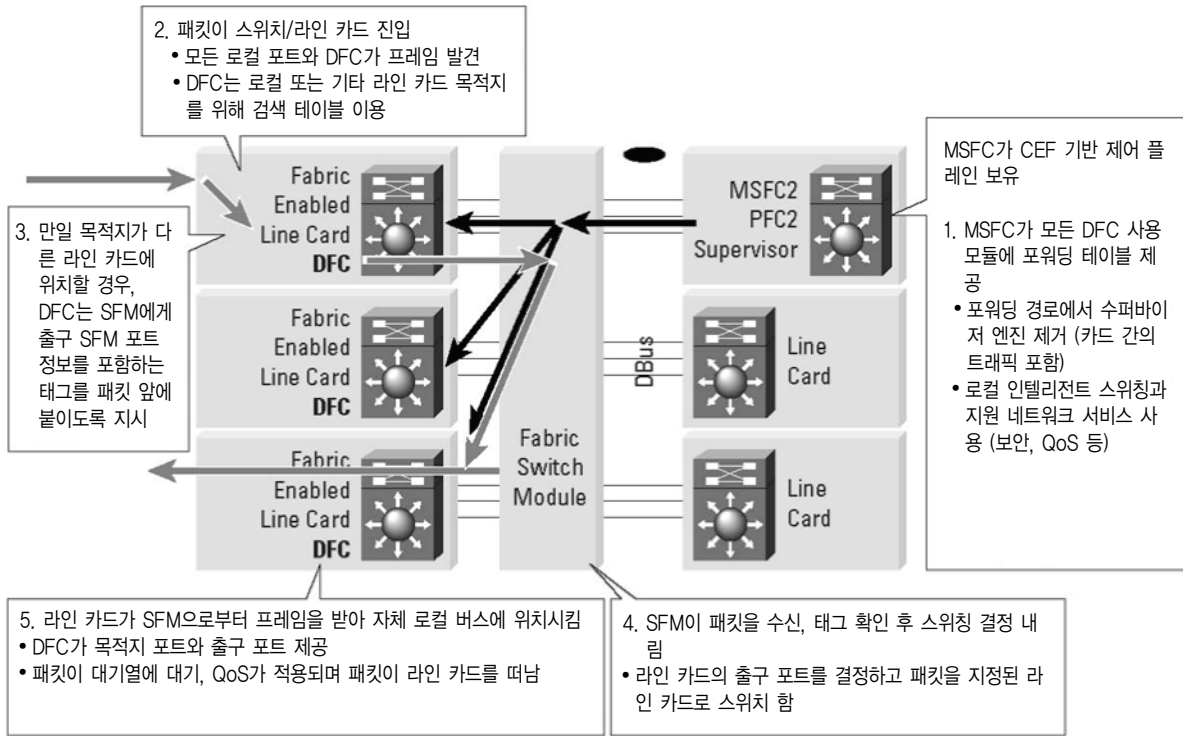 2. 패킷이 스위치/라인 카드 진입
• 모든 로컬 포트와 DFC가 프레임 발견
• DFC는 로컬 또는 기타 라인 카드 목적지
를 위해 검색 테이블 이용
Fabric
Enabled
Line Card
DFC
MSFC2
PFC2
Supervisor
MSFC가 CEF 기반 제어 플
레인 보유
1. MSFC가 모든 DFC 사용
모듈에 포워딩 테이블 제
공
• 포워딩 경로에서 수퍼바이
저 엔진 제거 (카드 간의
트래픽 포함)
• 로컬 인텔리전트 스위칭과
지원 네트워크 서비스 사
용 (보안, QoS 등)
3. 만일 목적지가 다
른 라인 카드에
위치할 경우,
DFC는 SFM에게
출구 SFM 포트
정보를 포함하는
태그를 패킷 앞에
붙이도록 지시
Fabric
Enabled
Line Card
DFC
DBus
Line
Card
Fabric
Enabled
Line Card
DFC
Fabric
Switch
Module
Line
Card
5. 라인 카드가 SFM으로부터 프레임을 받아 자체 로컬 버스에 위치시킴
• DFC가 목적지 포트와 출구 포트 제공
• 패킷이 대기열에 대기, QoS가 적용되며 패킷이 라인 카드를 떠남
4. SFM이 패킷을 수신, 태그 확인 후 스위칭 결정 내
림
• 라인 카드의 출구 포트를 결정하고 패킷을 지정된 라
인 카드로 스위치 함